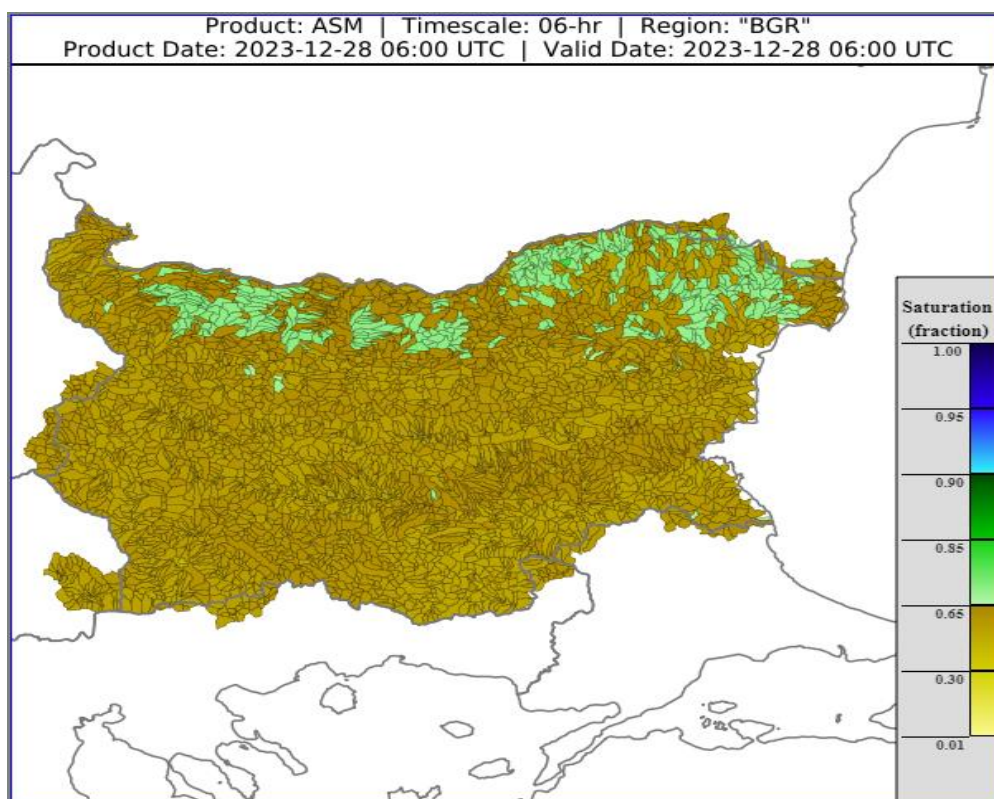 Product: ASM | Timescale: 06-hr | Region: "BGR"
Product Date: 2023-12-28 06:00 UTC | Valid Date: 2023-12-28 06:00 UTC
Saturation
(fraction)
1.00
0.95
0.90
0.85
0.65
0.30
0.01